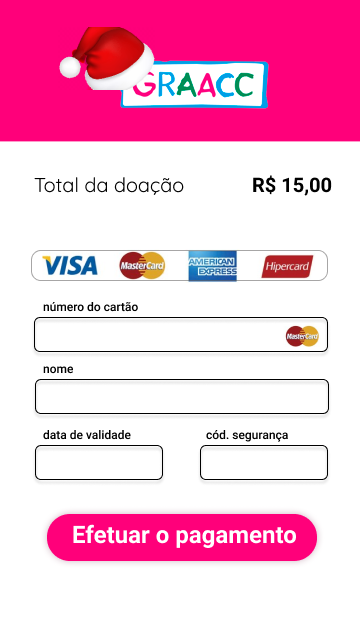 GRAACC
Total da doação R$ 15,00
VISA MasterCard AMERICAN EXPRESS Hipercard
número do cartão
MasterCard
nome
data de validade cód. segurança
Efetuar o pagamento